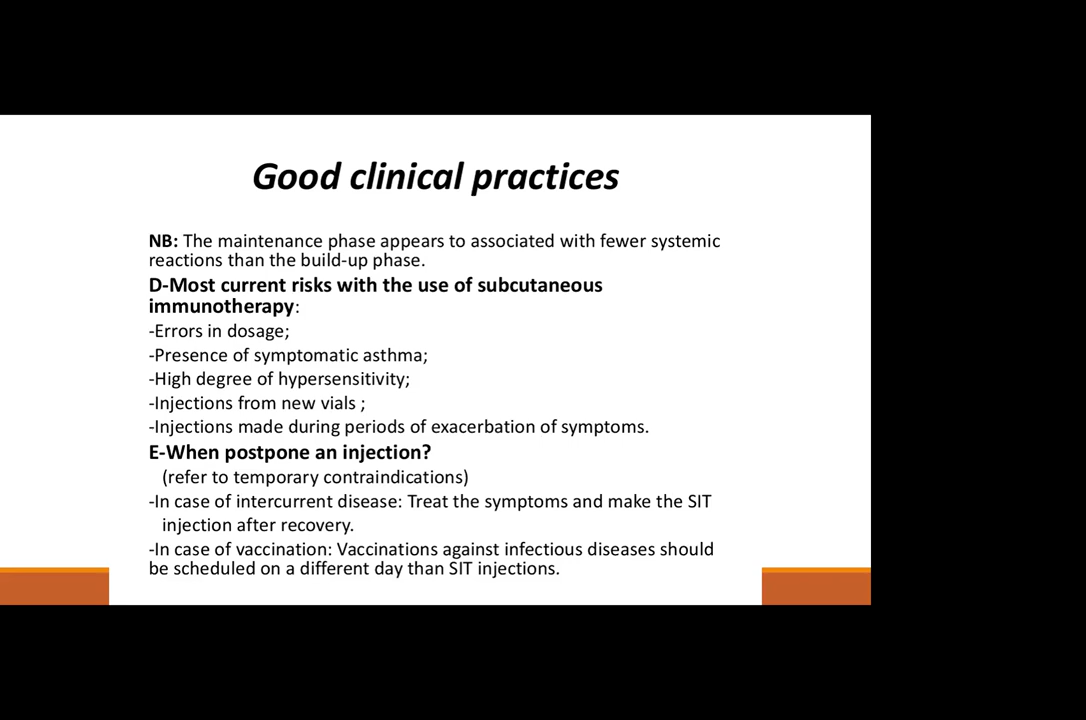 Good clinical practices
NB: The maintenance phase appears to associated with fewer systemic
reactions than the build-up phase.
D-Most current risks with the use of subcutaneous
immunotherapy:
-Errors in dosage;
-Presence of symptomatic asthma;
-High degree of hypersensitivity;
-Injections from new vials ;
-Injections made during periods of exacerbation of symptoms.
E-When postpone an injection?
(refer to temporary contraindications)
-In case of intercurrent disease: Treat the symptoms and make the SIT
injection after recovery.
-In case of vaccination: Vaccinations against infectious diseases should
be scheduled on a different day than SIT injections.